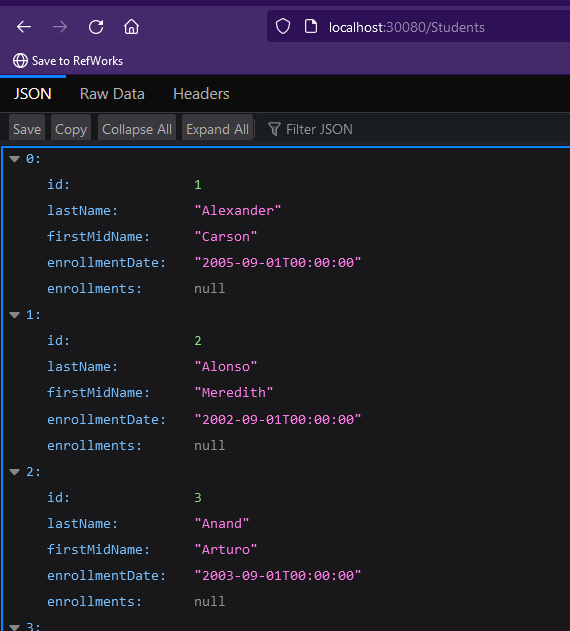 localhost:30080/Students
Save to RefWorks
JSON Raw Data Headers
Save Copy Collapse All Expand All Filter JSON
0:
id: 1
lastName: "Alexander"
firstMidName: "Carson"
enrollmentDate: "2005-09-01T00:00:00"
enrollments: null
1:
id: 2
lastName: "Alonso"
firstMidName: "Meredith"
enrollmentDate: "2002-09-01T00:00:00"
enrollments: null
2:
id: 3
lastName: "Anand"
firstMidName: "Arturo"
enrollmentDate: "2003-09-01T00:00:00"
enrollments: null
3: